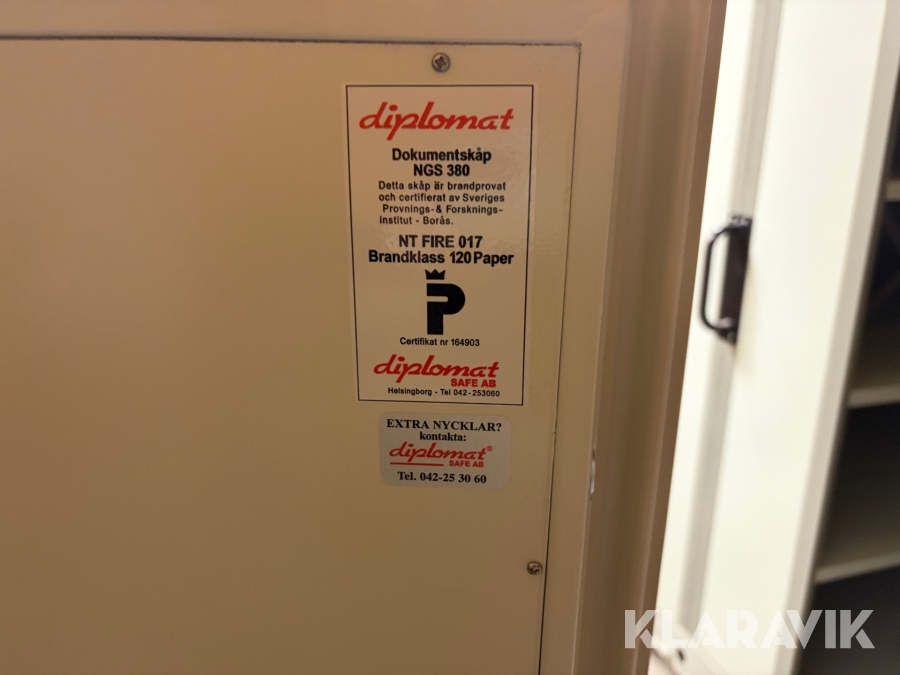 diplomat
Dokumentskåp
NGS 380
Detta skåp är brandprovat
och certifierat av Sveriges
Provnings-& Forsknings-
institut - Borås.
NT FIRE 017
Brandklass 120 Paper
P
Certifikat nr 164903
diplomat
SAFE AB
Helsingborg - Tel 042-253060
EXTRA NYCKLAR?
kontakta:
diplomat®
SAFE AB
Tel. 042-25 30 60
KLARAVIK